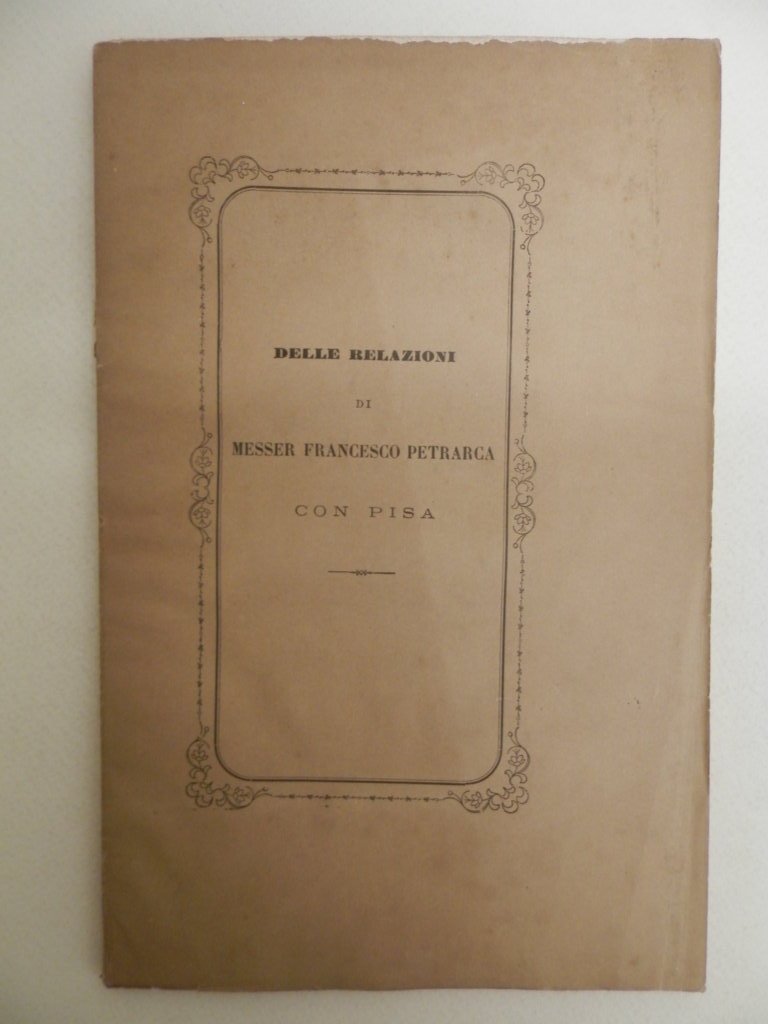 DELLE RELAZIONI
DI
MESSER FRANCESCO PETRARCA
CON PISA